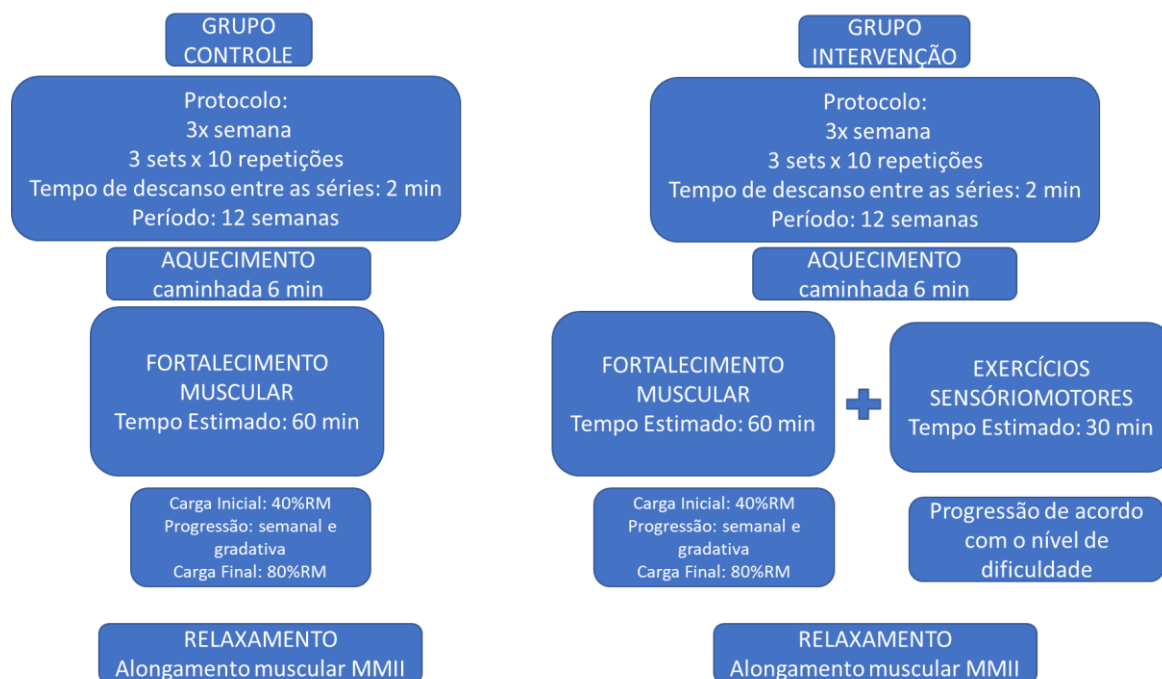 GRUPO
CONTROLE
Protocolo:
3x semana
3 sets x 10 repetições
Tempo de descanso entre as séries: 2 min
Período: 12 semanas
AQUECIMENTO
caminhada 6 min
FORTALECIMENTO
MUSCULAR
Tempo Estimado: 60 min
Carga Inicial: 40%RM
Progressão: semanal e
gradativa
Carga Final: 80%RM
RELAXAMENTO
Alongamento muscular MMII
GRUPO
INTERVENÇÃO
Protocolo:
3x semana
3 sets x 10 repetições
Tempo de descanso entre as séries: 2 min
Período: 12 semanas
AQUECIMENTO
caminhada 6 min
FORTALECIMENTO
MUSCULAR
Tempo Estimado: 60 min
EXERCÍCIOS
SENSÓRIOMOTORES
Tempo Estimado: 30 min
Carga Inicial: 40%RM
Progressão: semanal e
gradativa
Carga Final: 80%RM
Progressão de acordo
com o nível de
dificuldade
RELAXAMENTO
Alongamento muscular MMII